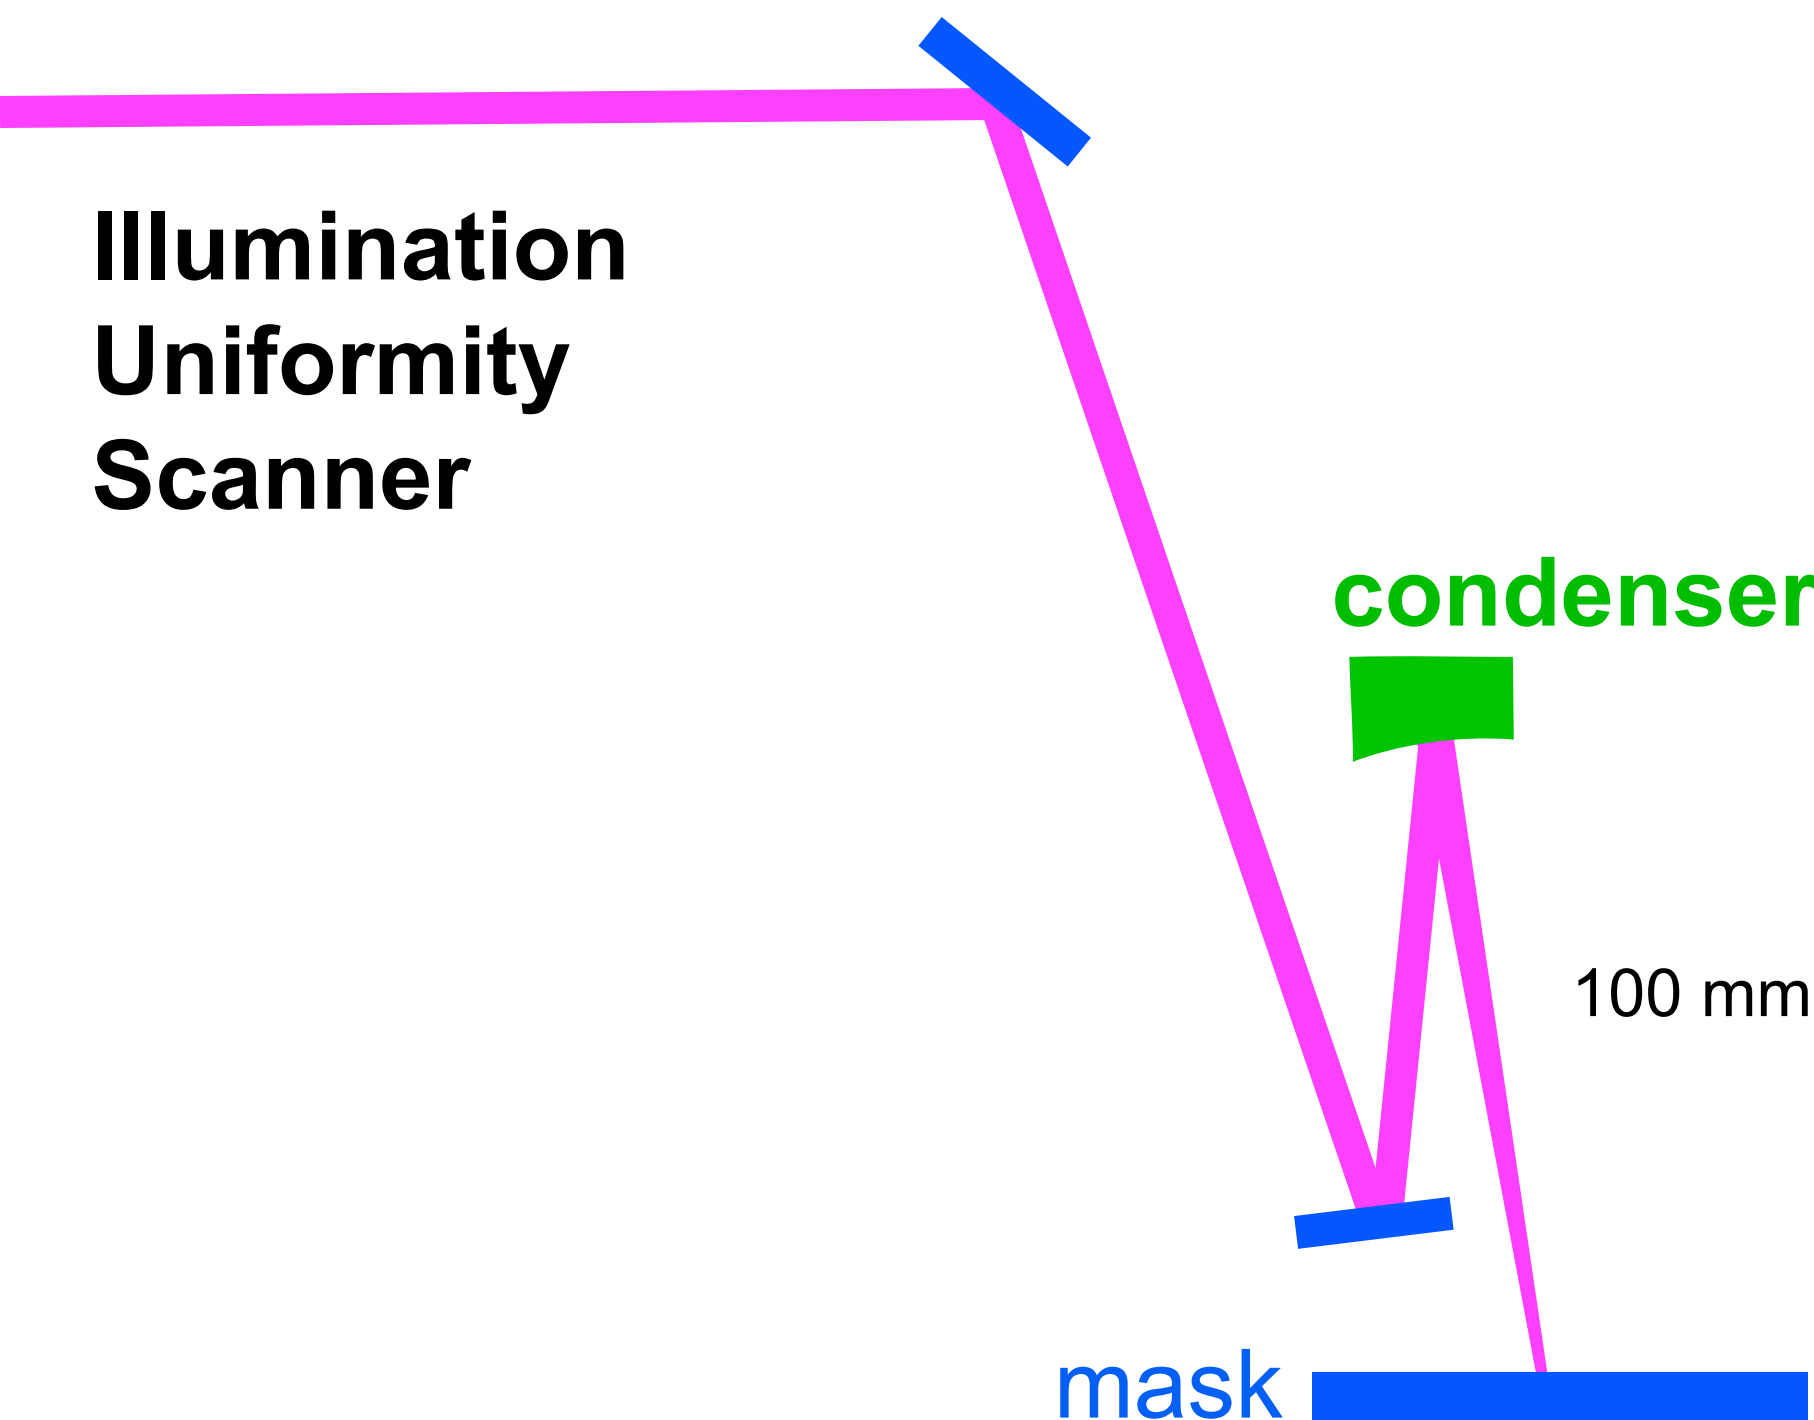 Illumination
Uniformity
Scanner
condenser
100 mm
mask